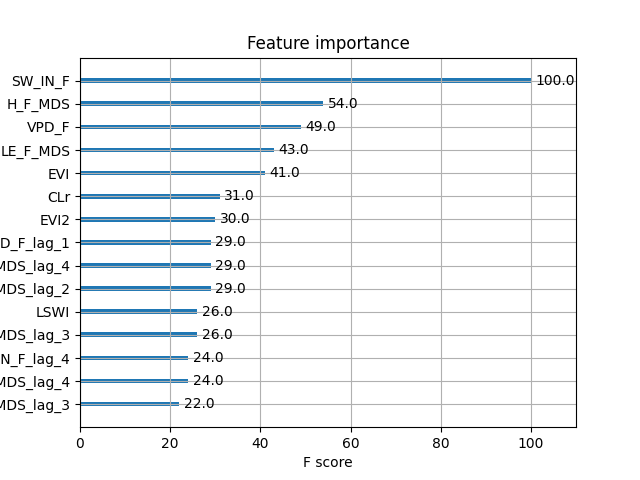 Feature importance
SW_IN_F 100.0
H_F_MDS 54.0
VPD_F 49.0
LE_F_MDS 43.0
EVI 41.0
CLr 31.0
EVI2 30.0
D_F_lag_1 29.0
MDS_lag_4 29.0
MDS_lag_2 29.0
LSWI 26.0
MDS_lag_3 26.0
N_F_lag_4 24.0
MDS_lag_4 24.0
MDS_lag_3 22.0
0 20 40 60 80 100
F score